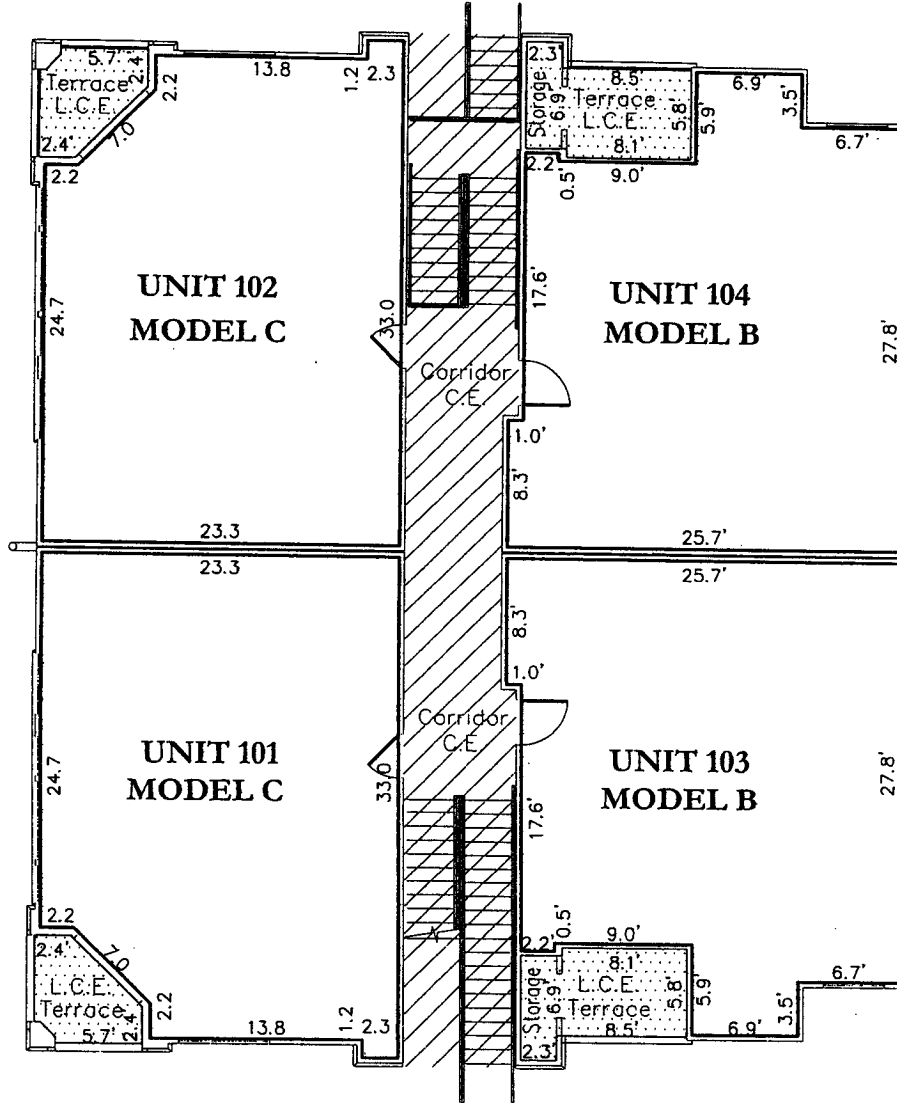 5.7'
2.4
Terrace
L.C.E.
2.2
7.0
2.4'
2.2
13.8
1.2
2.3
24.7
UNIT 102
MODEL C
33.0
23.3
2.3
Storage
6.9'
8.5'
Terrace
L.C.E.
8.1'
5.8'
5.9'
2.2'
0.5'
9.0'
6.9'
3.5'
6.7'
17.6'
UNIT 104
MODEL B
27.8'
Corridor
C.E.
1.0'
8.3'
25.7'
23.3
24.7
UNIT 101
MODEL C
33.0
2.2
2.4'
7.0
L.C.E.
Terrace
2.4
5.7'
2.2
13.8
1.2
2.3
25.7'
8.3'
1.0'
Corridor
C.E
UNIT 103
MODEL B
27.8'
17.6'
2.2'
0.5'
9.0'
8.1'
L.C.E.
Terrace
8.5'
Storage
6.9'
2.3'
5.8'
5.9'
6.9'
3.5'
6.7'